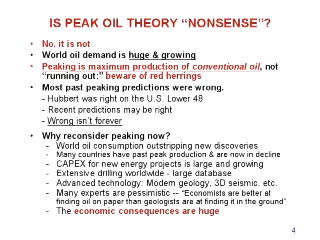 IS PEAK OIL THEORY “NONSENSE”?
• No, it is not
• World oil demand is huge & growing
• Peaking is maximum production of conventional oil, not
“running out;” beware of red herrings
• Most past peaking predictions were wrong.
- Hubbert was right on the U.S. Lower 48
- Recent predictions may be right
- Wrong isn’t forever
• Why reconsider peaking now?
- World oil consumption outstripping new discoveries
- Many countries have past peak production & are now in decline
- CAPEX for new energy projects is large and growing
- Extensive drilling worldwide - large database
- Advanced technology: Modern geology, 3D seismic. etc.
- Many experts are pessimistic -- “Economists are better at
finding oil on paper than geologists are at finding it in the ground”
- The economic consequences are huge
4